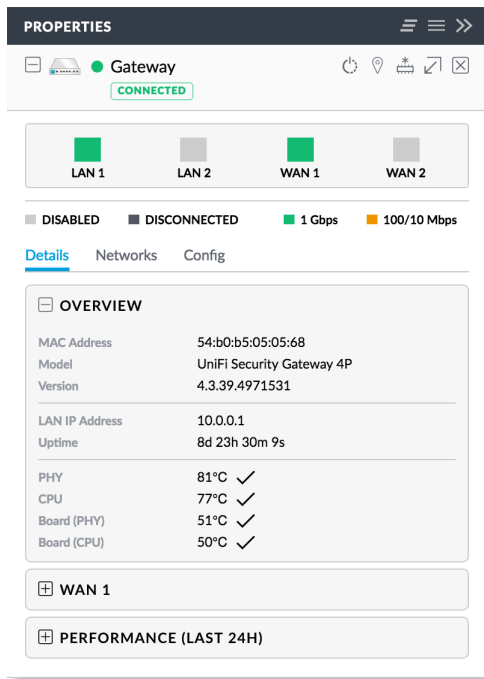 PROPERTIES
Gateway
CONNECTED
LAN 1 LAN 2 WAN 1 WAN 2
DISABLED DISCONNECTED 1 Gbps 100/10 Mbps
Details Networks Config
OVERVIEW
MAC Address 54:b0:b5:05:05:68
Model UniFi Security Gateway 4P
Version 4.3.39.4971531
LAN IP Address 10.0.0.1
Uptime 8d 23h 30m 9s
PHY 81°C
CPU 77°C
Board (PHY) 51°C
Board (CPU) 50°C
WAN 1
PERFORMANCE (LAST 24H)